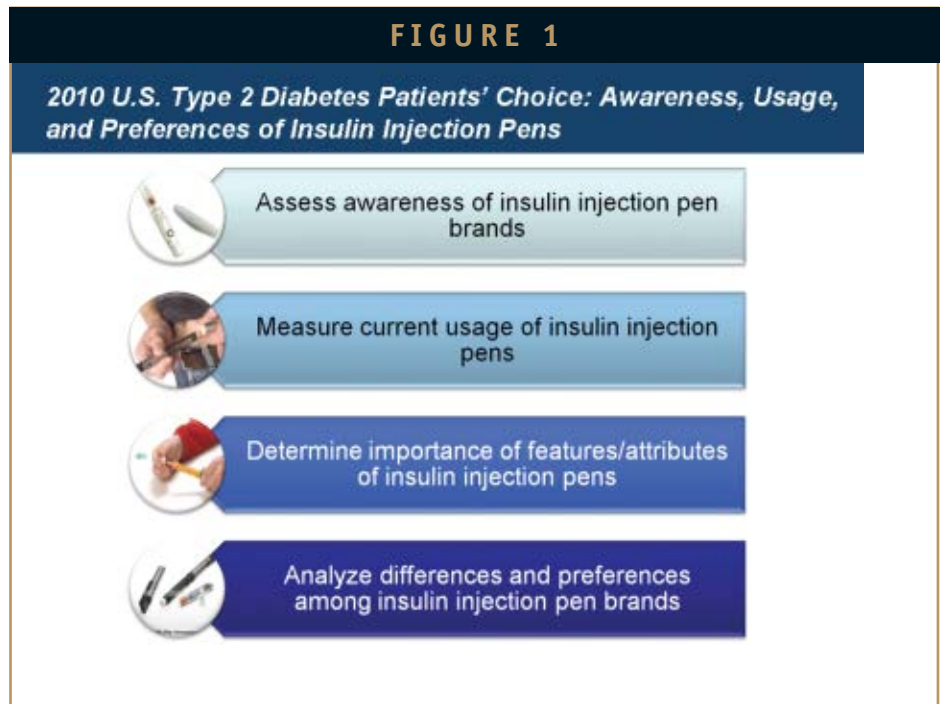 FIGURE 1
2010 U.S. Type 2 Diabetes Patients' Choice: Awareness, Usage,
and Preferences of Insulin Injection Pens
Assess awareness of insulin injection pen
brands
Measure current usage of insulin injection
pens
Determine importance of features/attributes
of insulin injection pens
Analyze differences and preferences
among insulin injection pen brands